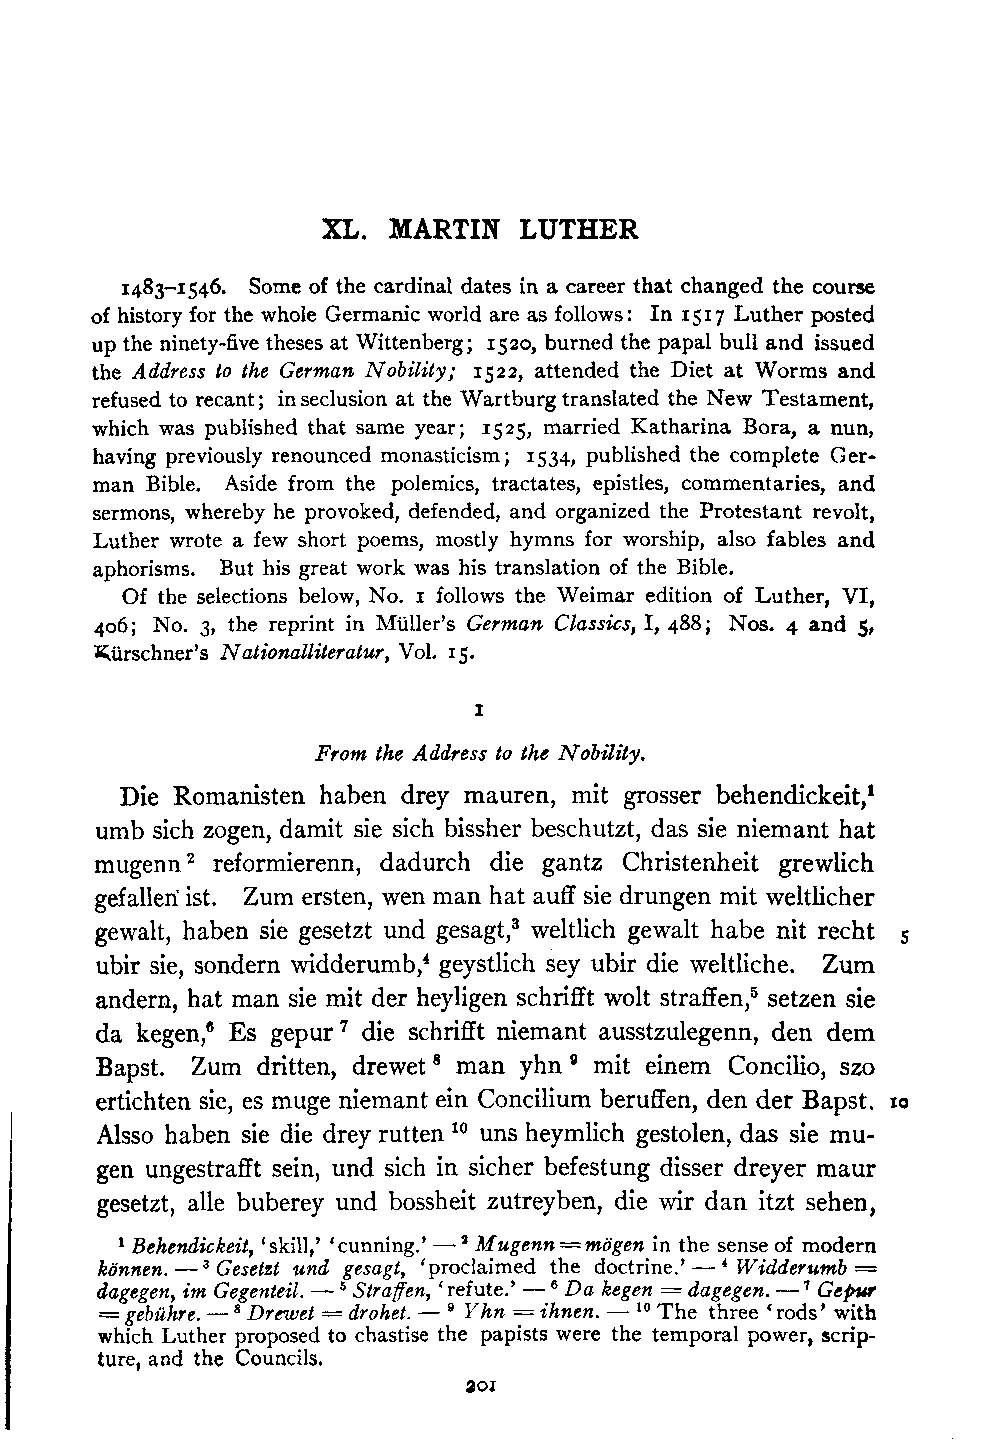 XL. MARTIN LUTHER
1483–1546. Some of the cardinal dates in a career that changed the course
of history for the whole Germanic world are as follows: In 1517 Luther posted
up the ninety-five theses at Wittenberg; 1520, burned the papal bull and issued
the Address to the German Nobility; 1522, attended the Diet at Worms and
refused to recant; in seclusion at the Wartburg translated the New Testament,
which was published that same year; 1525, married Katharina Bora, a nun,
having previously renounced monasticism; 1534, published the complete Ger-
man Bible. Aside from the polemics, tractates, epistles, commentaries, and
sermons, whereby he provoked, defended, and organized the Protestant revolt,
Luther wrote a few short poems, mostly hymns for worship, also fables and
aphorisms. But his great work was his translation of the Bible.
Of the selections below, No. 1 follows the Weimar edition of Luther, VI,
406; No. 3, the reprint in Müller's German Classics, I, 488; Nos. 4 and 5,
Kürschner's Nationalliteratur, Vol. 15.
1
From the Address to the Nobility.
Die Romanisten haben drey mauren, mit grosser behendickeit,¹
umb sich zogen, damit sie sich bissher beschutzt, das sie niemant hat
mugenn² reformierenn, dadurch die gantz Christenheit grewlich
gefallen ist. Zum ersten, wen man hat auff sie drungen mit weltlicher
gewalt, haben sie gesetzt und gesagt,³ weltlich gewalt habe nit recht 5
ubir sie, sondern widderumb,⁴ geystlich sey ubir die weltliche. Zum
andern, hat man sie mit der heyligen schrifft wolt straffen,⁵ setzen sie
da kegen,⁶ Es gepur⁷ die schrifft niemant ausstzulegenn, den dem
Bapst. Zum dritten, drewet⁸ man yhn⁹ mit einem Concilio, szo
ertichten sie, es muge niemant ein Concilium beruffen, den der Bapst. 10
Alsso haben sie die drey rutten¹⁰ uns heymlich gestolen, das sie mu-
gen ungestrafft sein, und sich in sicher befestung disser dreyer maur
gesetzt, alle buberey und bossheit zutreyben, die wir dan itzt sehen,
¹ Behendickeit, 'skill,' 'cunning.' — ² Mugenn = mögen in the sense of modern
können. — ³ Gesetzt und gesagt, 'proclaimed the doctrine.' — ⁴ Widderumb =
dagegen, im Gegenteil. — ⁵ Straffen, 'refute.' — ⁶ Da kegen = dagegen. — ⁷ Gepur
= gebühre. — ⁸ Drewet = drohet. — ⁹ Yhn = ihnen. — ¹⁰ The three 'rods' with
which Luther proposed to chastise the papists were the temporal power, scrip-
ture, and the Councils.
201